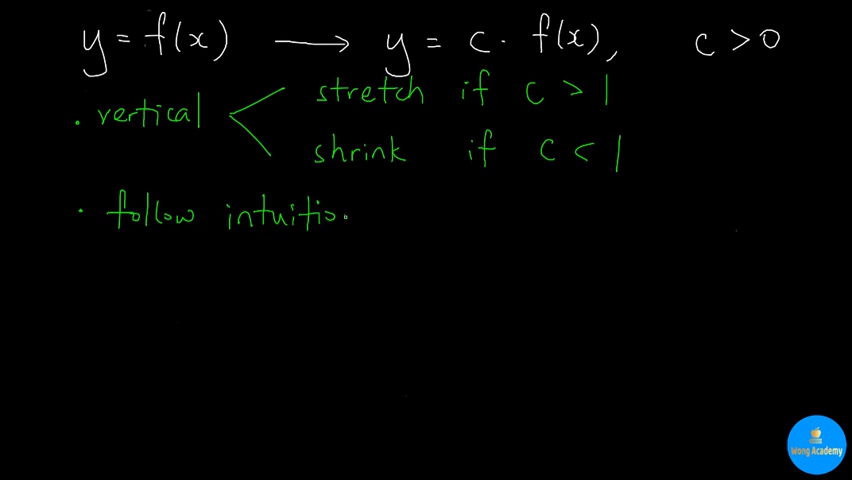 y = f(x) ⟶ y = c · f(x), c > 0
· vertical < stretch if c > 1
shrink if c < 1
· follow intuitio
Wong Academy